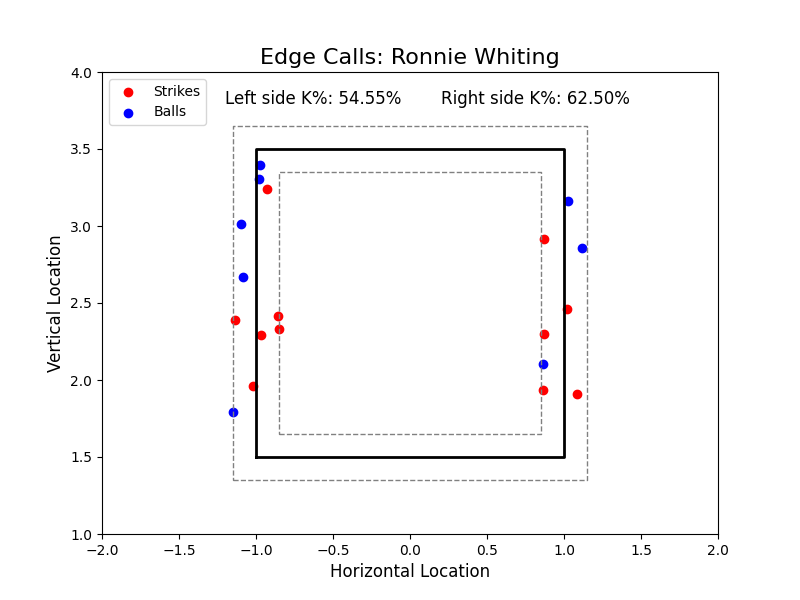 Edge Calls: Ronnie Whiting
Strikes
Balls
Left side K%: 54.55%
Right side K%: 62.50%
Vertical Location
4.0
3.5
3.0
2.5
2.0
1.5
1.0
−2.0 −1.5 −1.0 −0.5 0.0 0.5 1.0 1.5 2.0
Horizontal Location